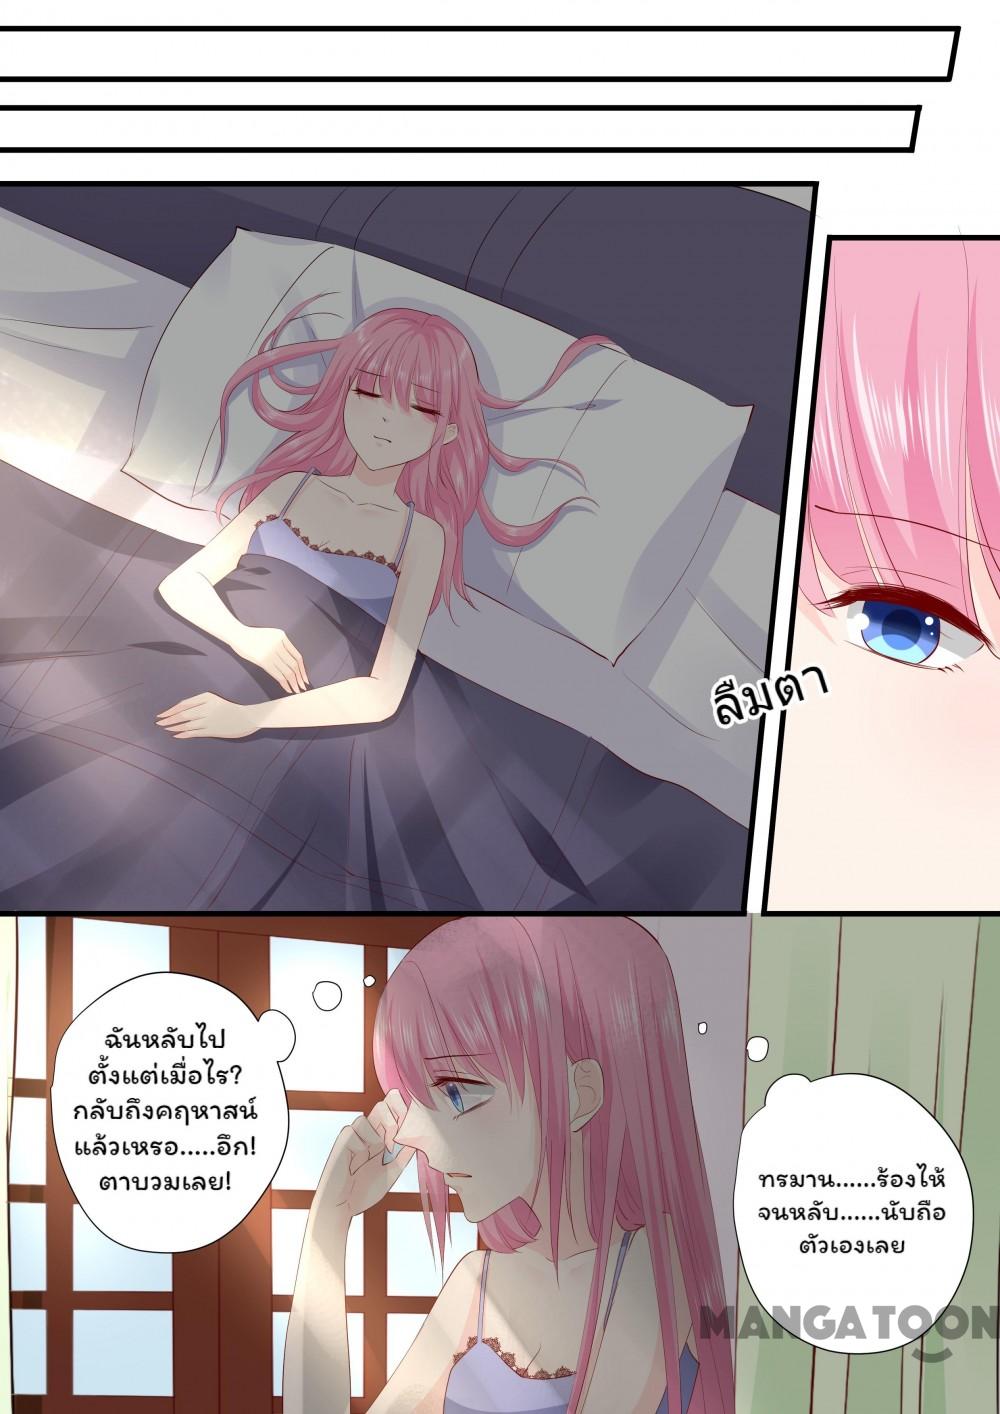 ลืมตา
ฉันหลับไป
ตั้งแต่เมื่อไร?
กลับถึงคฤหาสน์
แล้วเหรอ.....อึก!
ตาบวมเลย!
ทรมาน......ร้องไห้
จนหลับ......นับถือ
ตัวเองเลย
MANGATOON